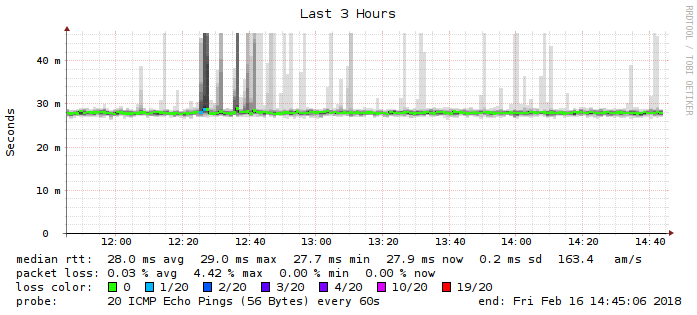 Last 3 Hours
RRDTOOL / TOBI OETIKER
Seconds
40 m
30 m
20 m
10 m
0
12:00 12:20 12:40 13:00 13:20 13:40 14:00 14:20 14:40
median rtt: 28.0 ms avg 29.0 ms max 27.7 ms min 27.9 ms now 0.2 ms sd 163.4 am/s
packet loss: 0.03 % avg 4.42 % max 0.00 % min 0.00 % now
loss color: 0 1/20 2/20 3/20 4/20 10/20 19/20
probe: 20 ICMP Echo Pings (56 Bytes) every 60s end: Fri Feb 16 14:45:06 2018